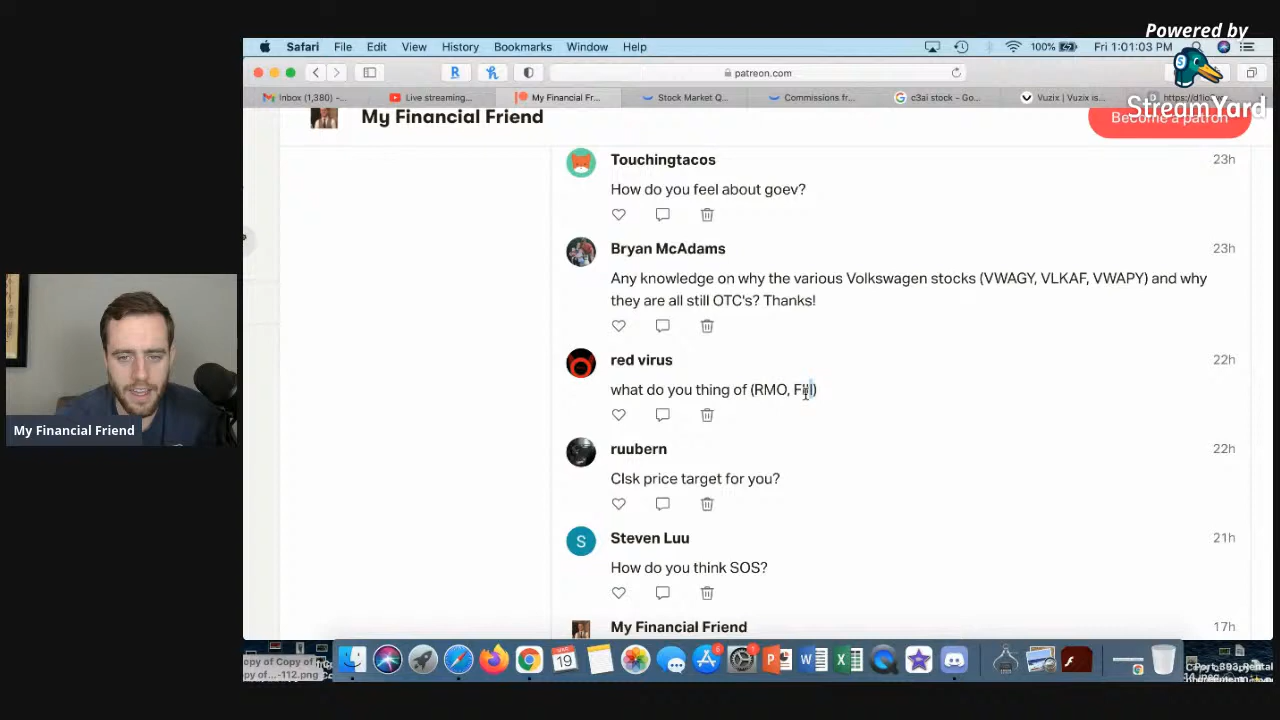 Powered by
StreamYard
Safari File Edit View History Bookmarks Window Help
100% Fri 1:01:03 PM
patreon.com
Inbox (1,380) –...
Live streaming...
My Financial Fr...
Stock Market Q...
Commissions fr...
c3ai stock - Go...
Vuzix | Vuzix is...
My Financial Friend
Become a patron
Touchingtacos 23h
How do you feel about goev?
Bryan McAdams 23h
Any knowledge on why the various Volkswagen stocks (VWAGY, VLKAF, VWAPY) and why
they are all still OTC's? Thanks!
red virus 22h
what do you thing of (RMO,
ruubern 22h
Clsk price target for you?
Steven Luu 21h
How do you think SOS?
My Financial Friend 17h
My Financial Friend
19